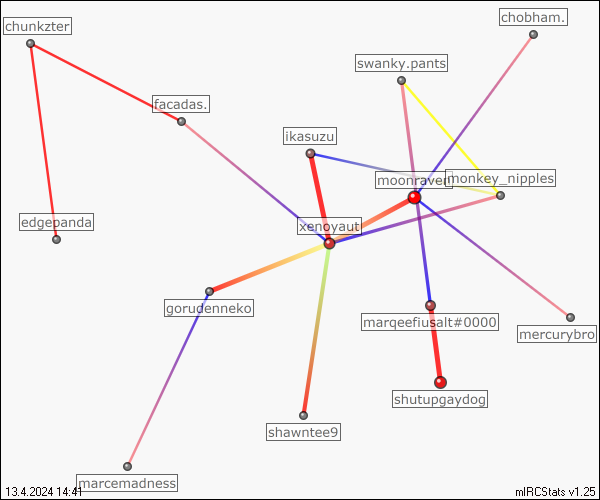 chobham.
chunkzter
swanky.pants
facadas.
ikasuzu
moonraven
monkey_nipples
edgepanda
xenoyaut
gorudenneko
marqeefiusalt#0000
mercurybro
shutupgaydog
shawntee9
marcemadness
13.4.2024 14:41
mIRCStats v1.25